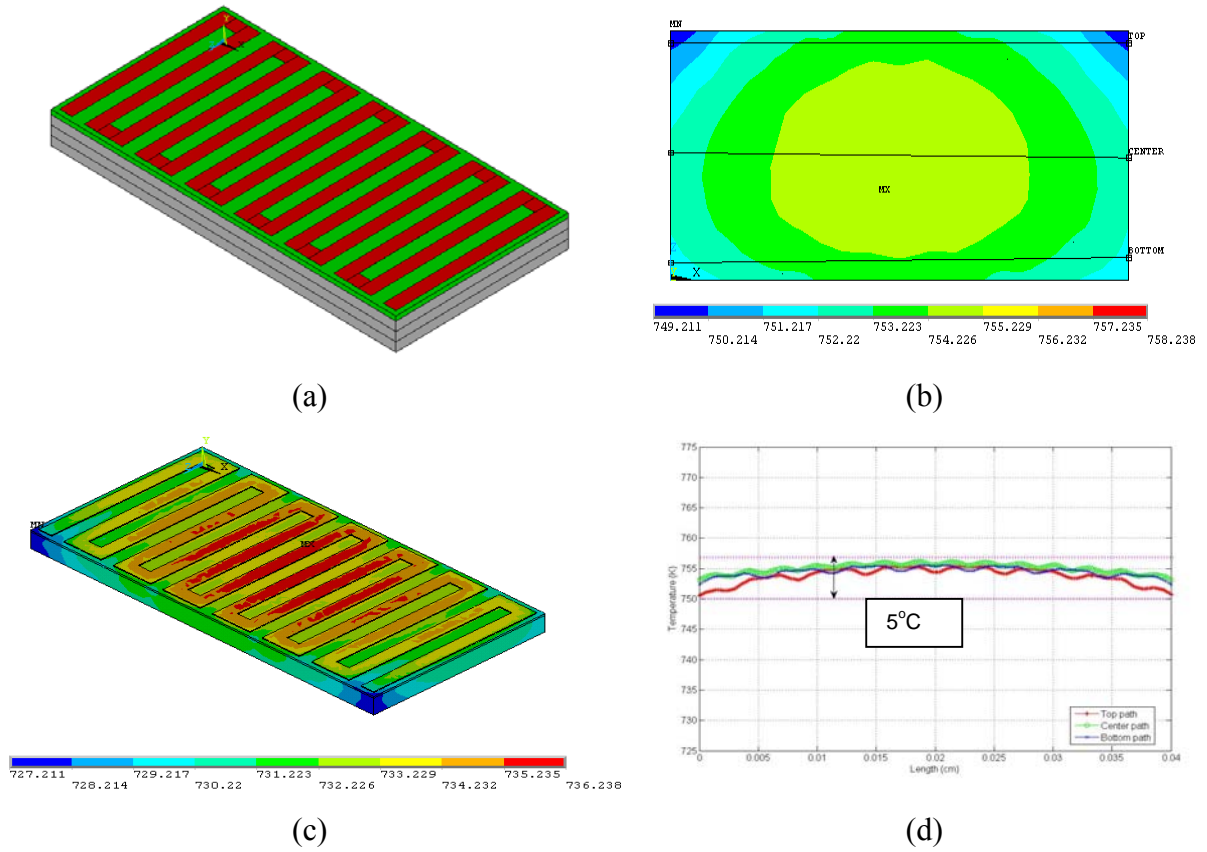 Y
X
(a)
MN
TOP
CENTER
MX
BOTTOM
Z
Y
X
749.211 751.217 753.223 755.229 757.235
750.214 752.22 754.226 756.232 758.238
(b)
Y
X
MN
MX
727.211 729.217 731.223 733.229 735.235
728.214 730.22 732.226 734.232 736.238
(c)
775
770
765
760
755
750
745
740
735
730
725
Temperature (K)
5°C
Top path
Center path
Bottom path
0 0.005 0.01 0.015 0.02 0.025 0.03 0.035 0.04
Length (cm)
(d)